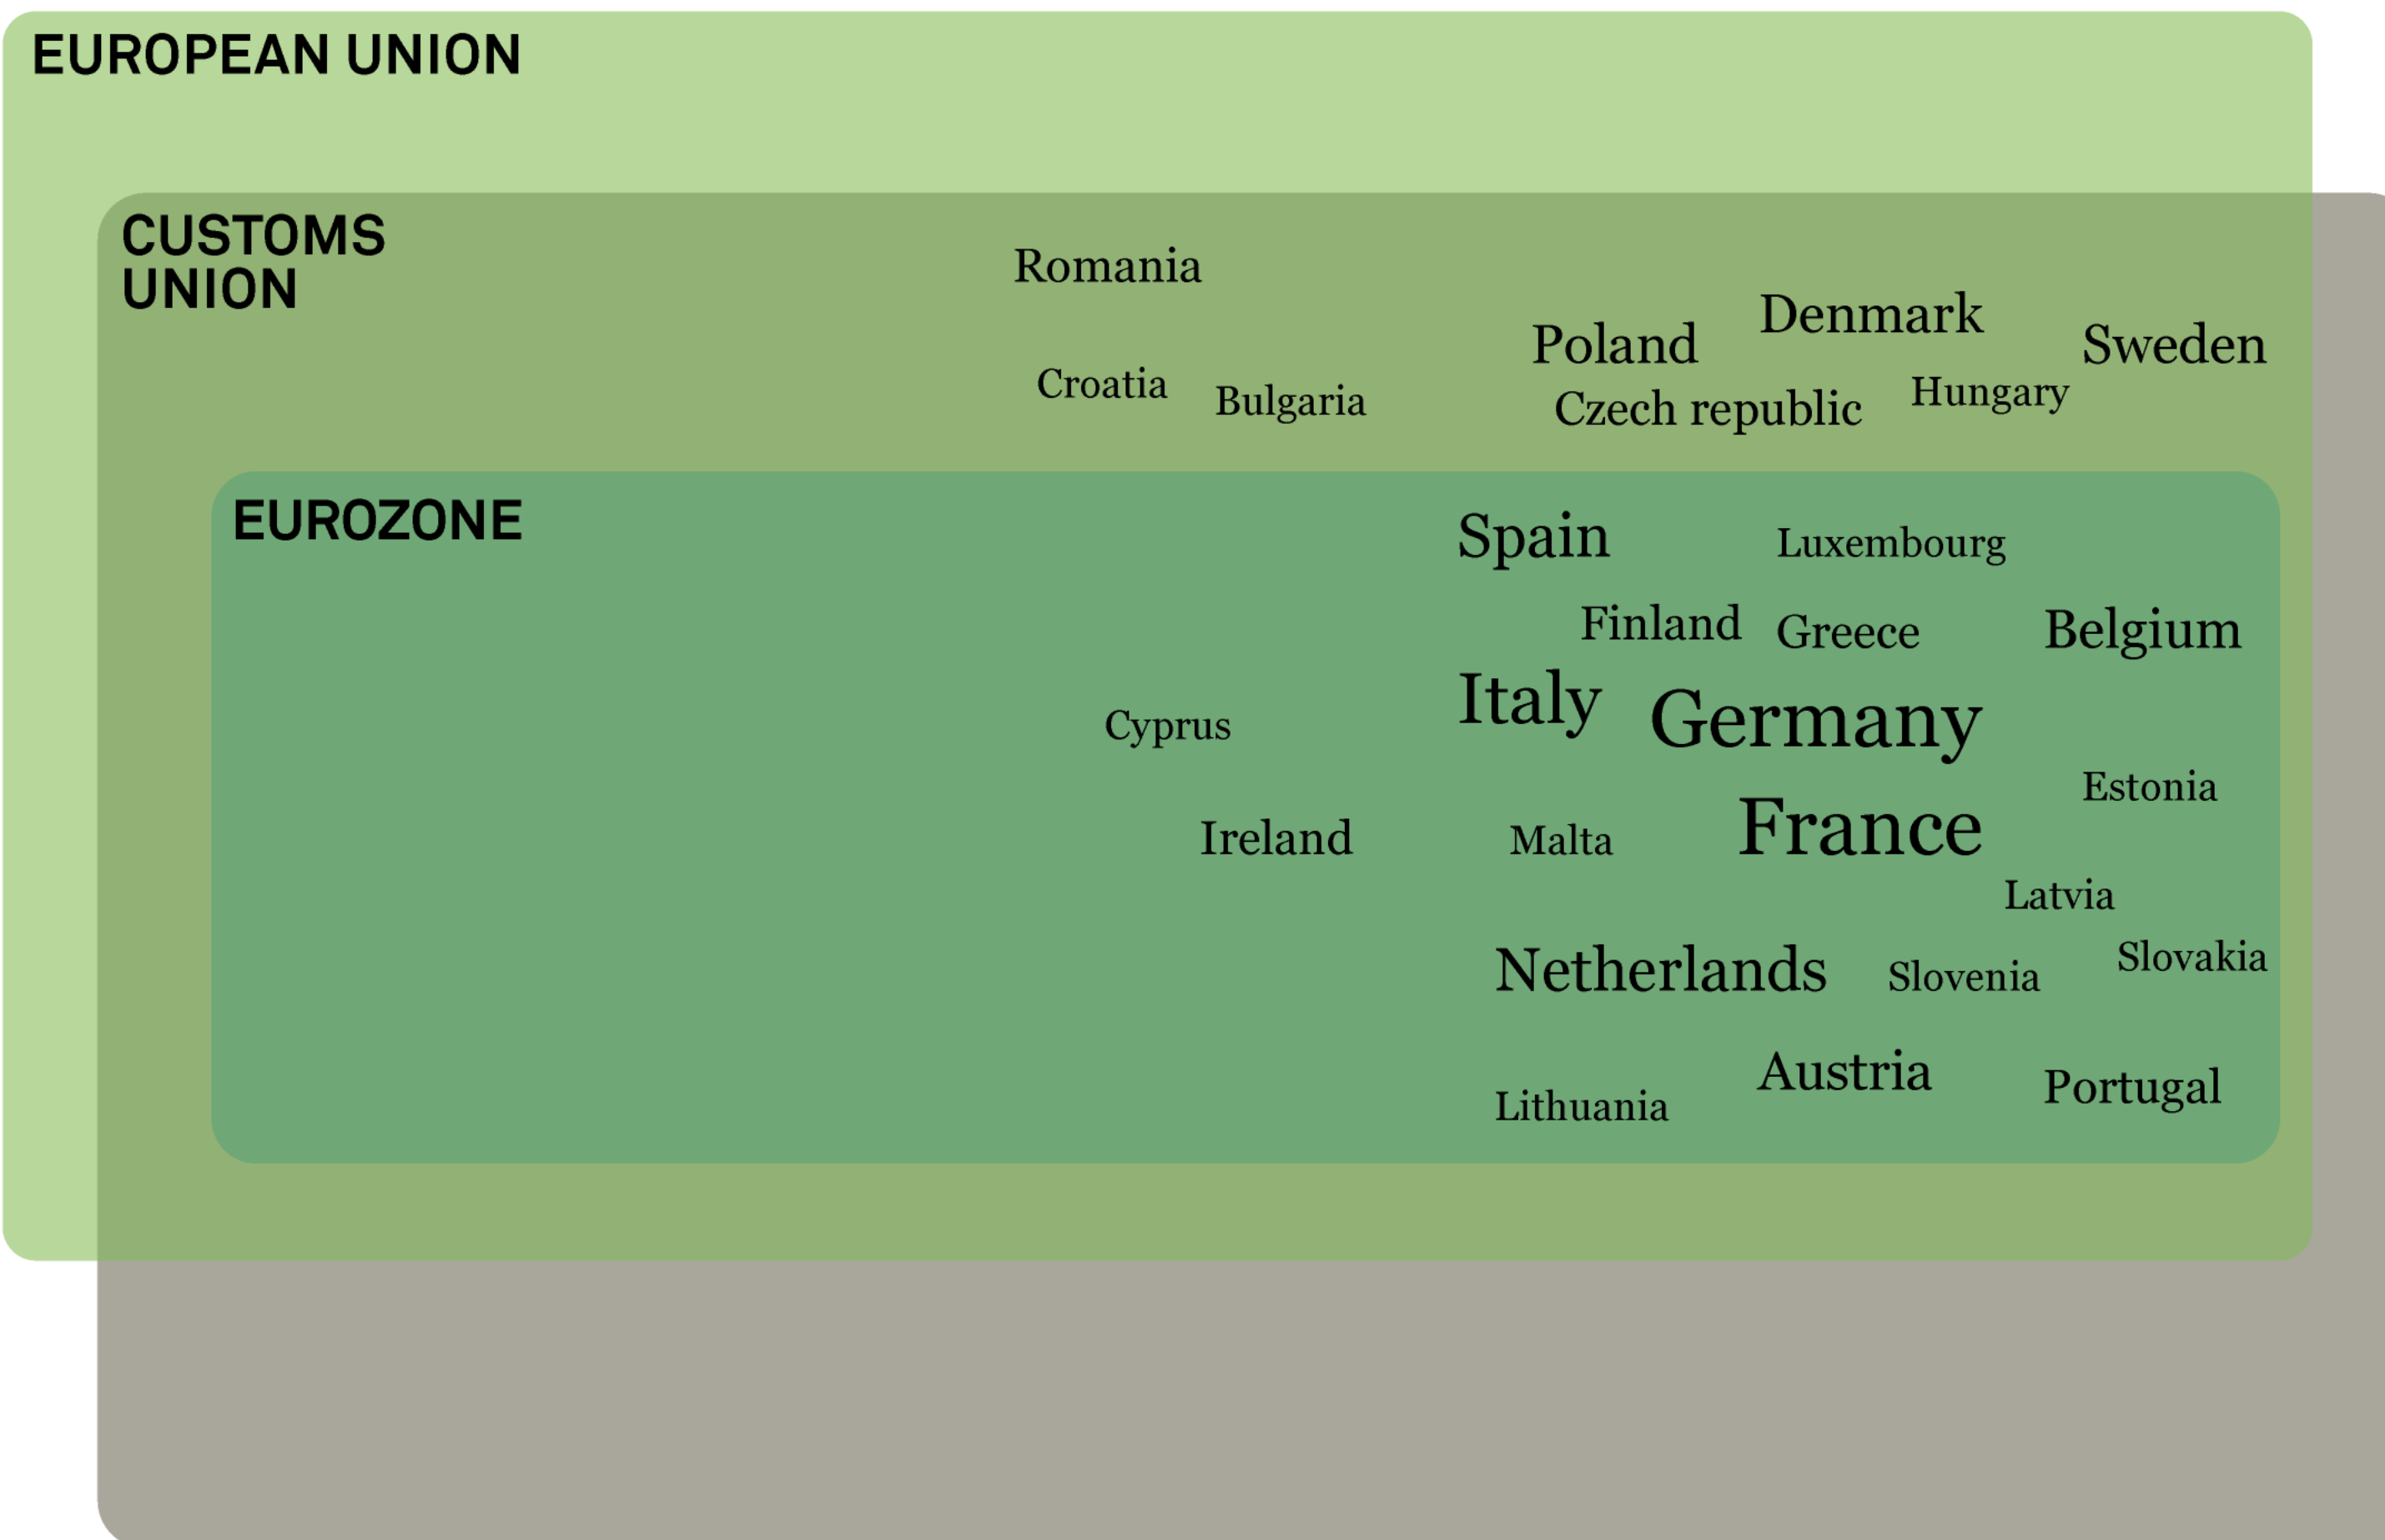 EUROPEAN UNION
CUSTOMS
UNION
Romania
Denmark
Poland
Sweden
Croatia
Bulgaria
Czech republic
Hungary
EUROZONE
Spain
Luxembourg
Finland
Greece
Belgium
Italy
Germany
Cyprus
Estonia
France
Ireland
Malta
Latvia
Netherlands
Slovenia
Slovakia
Austria
Portugal
Lithuania